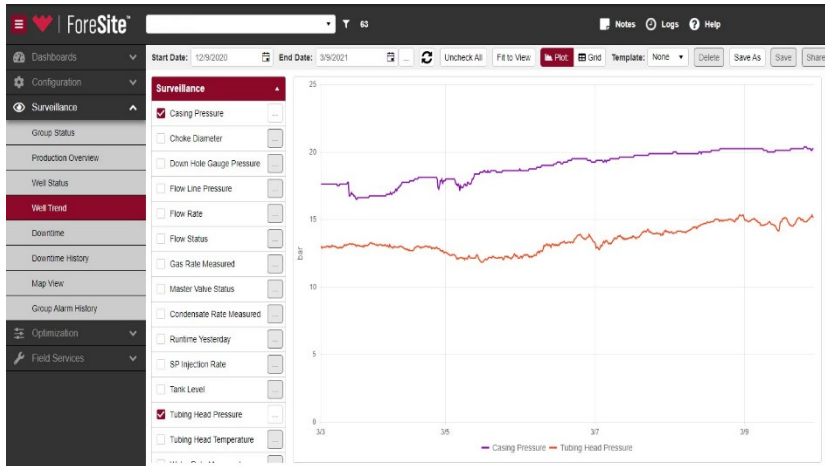 ForeSite™
63
Notes
Logs
Help
Dashboards
Configuration
Surveillance
Group Status
Production Overview
Well Status
Well Trend
Downtime
Downtime History
Map View
Group Alarm History
Optimization
Field Services
Start Date: 12/9/2020
End Date: 3/9/2021
...
Uncheck All
Fit to View
Plot
Grid
Template: None
Delete
Save As
Save
Share
Surveillance
Casing Pressure
Choke Diameter
Down Hole Gauge Pressure
Flow Line Pressure
Flow Rate
Flow Status
Gas Rate Measured
Master Valve Status
Condensate Rate Measured
Runtime Yesterday
SP Injection Rate
Tank Level
Tubing Head Pressure
Tubing Head Temperature
25
20
15
10
5
0
bar
3/3
3/5
3/7
3/9
Casing Pressure
Tubing Head Pressure